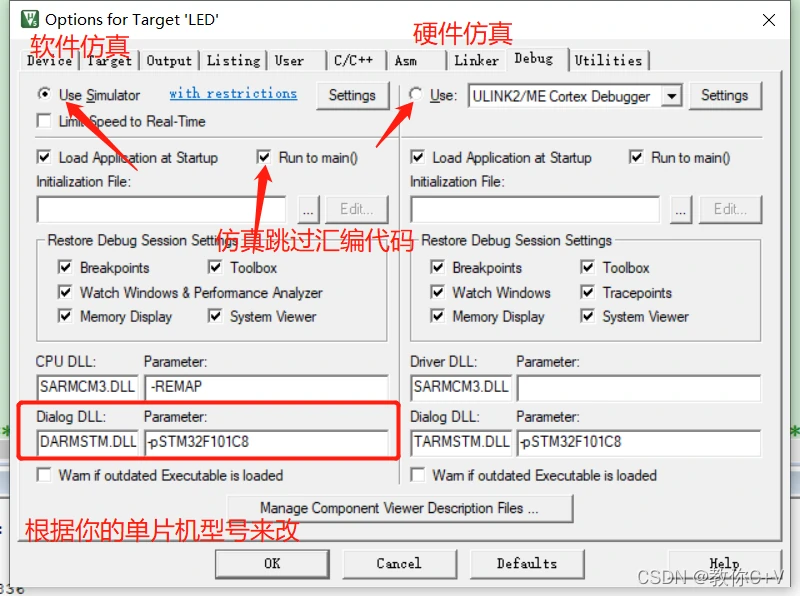 Options for Target 'LED'
软件仿真
硬件仿真
Device Target Output Listing User C/C++ Asm Linker Debug Utilities
Use Simulator with restrictions Settings
Use: ULINK2/ME Cortex Debugger Settings
Limit Speed to Real-Time
Load Application at Startup Run to main()
Load Application at Startup Run to main()
Initialization File:
Initialization File:
... Edit...
... Edit...
仿真跳过汇编代码
Restore Debug Session Settings
Restore Debug Session Settings
Breakpoints Toolbox
Breakpoints Toolbox
Watch Windows & Performance Analyzer
Watch Windows Tracepoints
Memory Display System Viewer
Memory Display System Viewer
CPU DLL: Parameter:
Driver DLL: Parameter:
SARMCM3.DLL -REMAP
SARMCM3.DLL
Dialog DLL: Parameter:
Dialog DLL: Parameter:
DARMSTM.DLL -pSTM32F101C8
TARMSTM.DLL -pSTM32F101C8
Warn if outdated Executable is loaded
Warn if outdated Executable is loaded
Manage Component Viewer Description Files ...
根据你的单片机型号来改
OK Cancel Defaults Help
CSDN @教你C+V